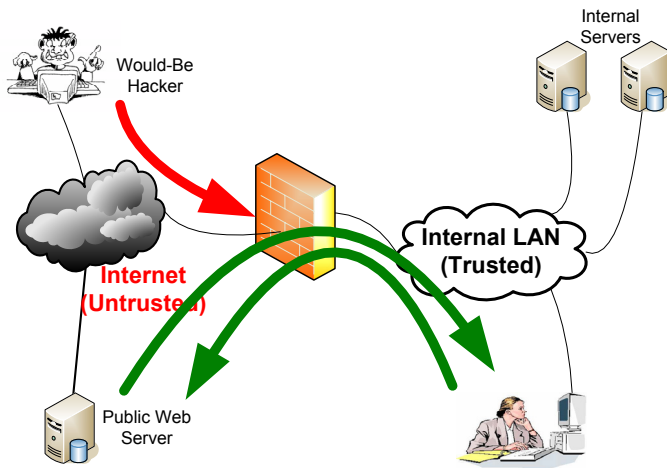 Would-Be
Hacker
Internal
Servers
Internal LAN
(Trusted)
Internet
(Untrusted)
Public Web
Server